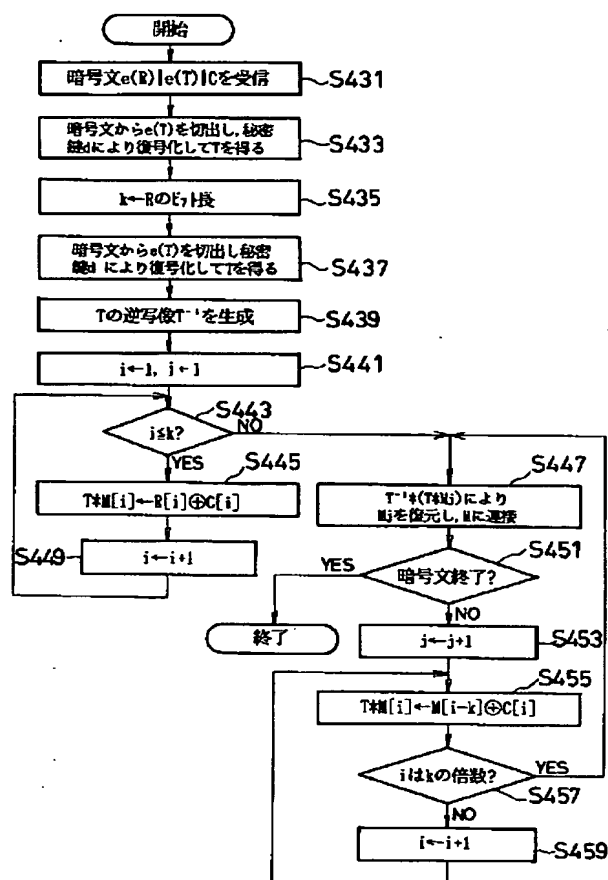 開始
暗号文e(R)|e(T)|Cを受信
S431
暗号文からe(T)を切出し,秘密
鍵dにより復号化してTを得る
S433
k←Rのビット長
S435
暗号文からe(T)を切出し秘密
鍵d により復号化してTを得る
S437
Tの逆写像T⁻¹を生成
S439
i←1, j←1
S441
i≦k?
S443
NO
YES
S445
T*M[i]←R[i]⊕C[i]
S449
i←i+1
S447
T⁻¹*(T*Mj)により
Mjを復元し,Mに連接
S451
暗号文終了?
YES
NO
終了
j←j+1
S453
S455
T*M[i]←M[i-k]⊕C[i]
iはkの倍数?
YES
S457
NO
i←i+1
S459